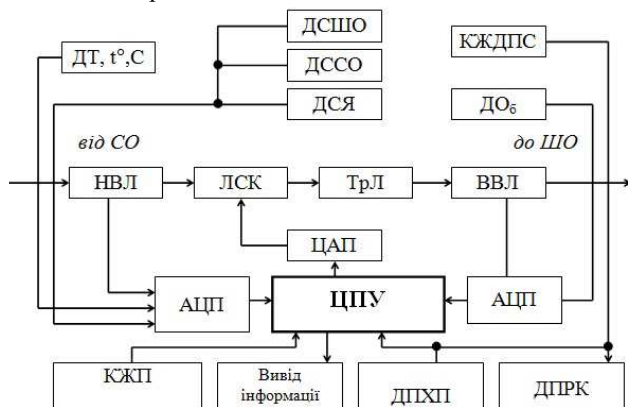 ДСШО
КЖДПС
ДТ, t°,C
ДССО
ДСЯ
ДОб
від СО
до ШО
НВЛ
ЛСК
ТрЛ
ВВЛ
ЦАП
АЦП
ЦПУ
АЦП
КЖП
Вивід
інформації
ДПХП
ДПРК